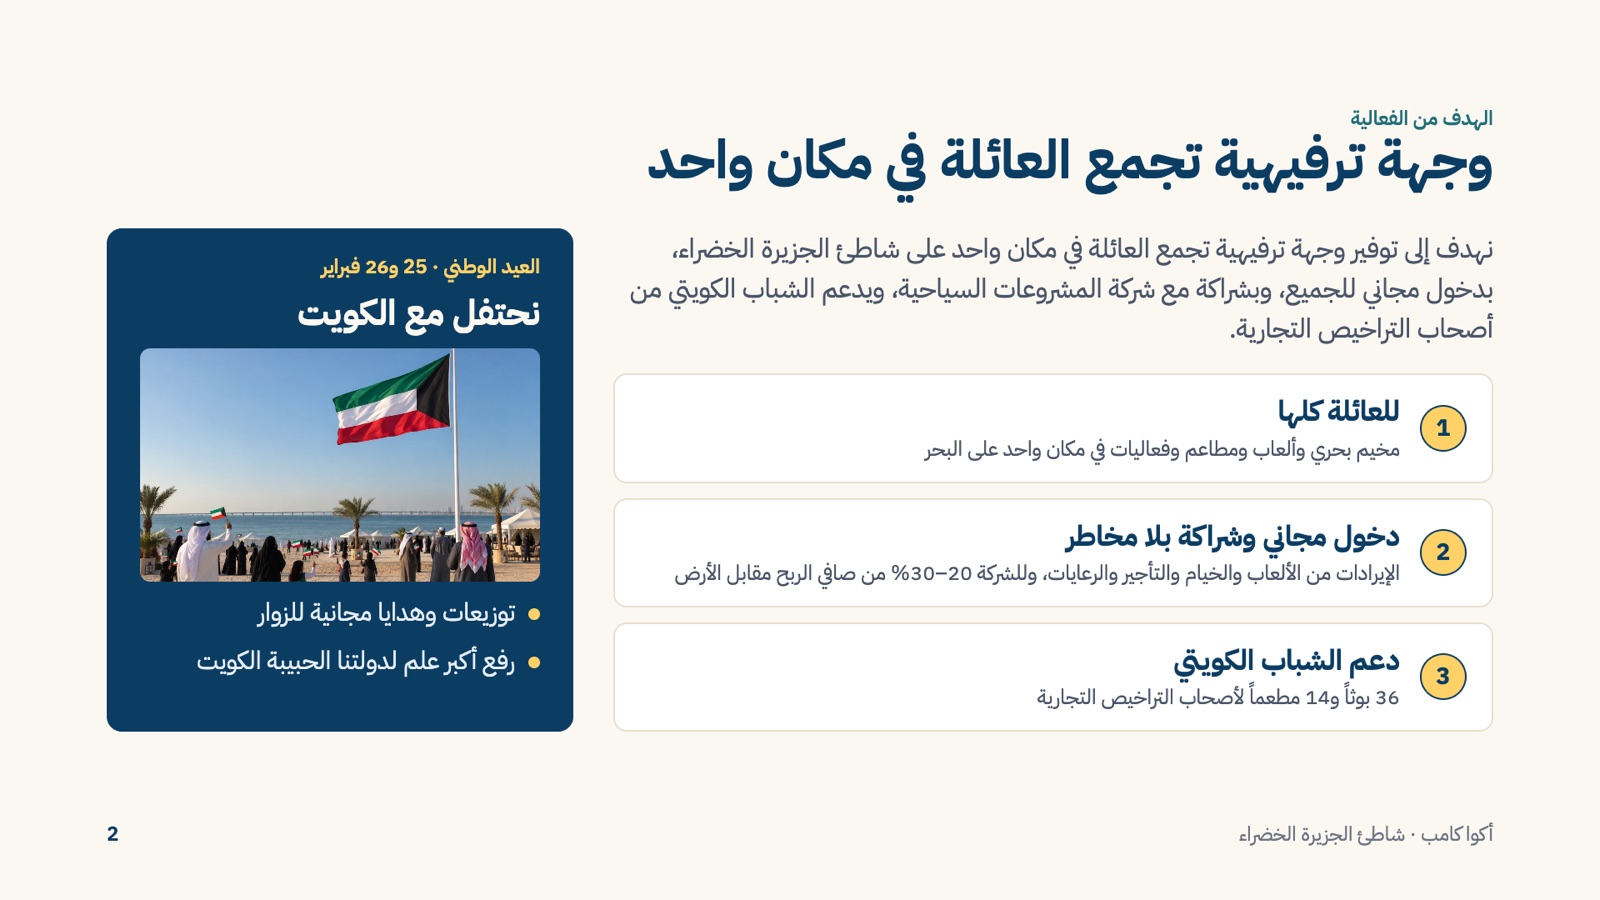 الهدف من الفعالية
وجهة ترفيهية تجمع العائلة في مكان واحد
نهدف إلى توفير وجهة ترفيهية تجمع العائلة في مكان واحد على شاطئ الجزيرة الخضراء،
بدخول مجاني للجميع، وبشراكة مع شركة المشروعات السياحية، ويدعم الشباب الكويتي من
أصحاب التراخيص التجارية.
1
للعائلة كلها
مخيم بحري وألعاب ومطاعم وفعاليات في مكان واحد على البحر
2
دخول مجاني وشراكة بلا مخاطر
الإيرادات من الألعاب والخيام والتأجير والرعايات، وللشركة 20–30% من صافي الربح مقابل الأرض
3
دعم الشباب الكويتي
36 بوثاً و14 مطعماً لأصحاب التراخيص التجارية
العيد الوطني · 25 و26 فبراير
نحتفل مع الكويت
توزيعات وهدايا مجانية للزوار
رفع أكبر علم لدولتنا الحبيبة الكويت
أكوا كامب · شاطئ الجزيرة الخضراء
2